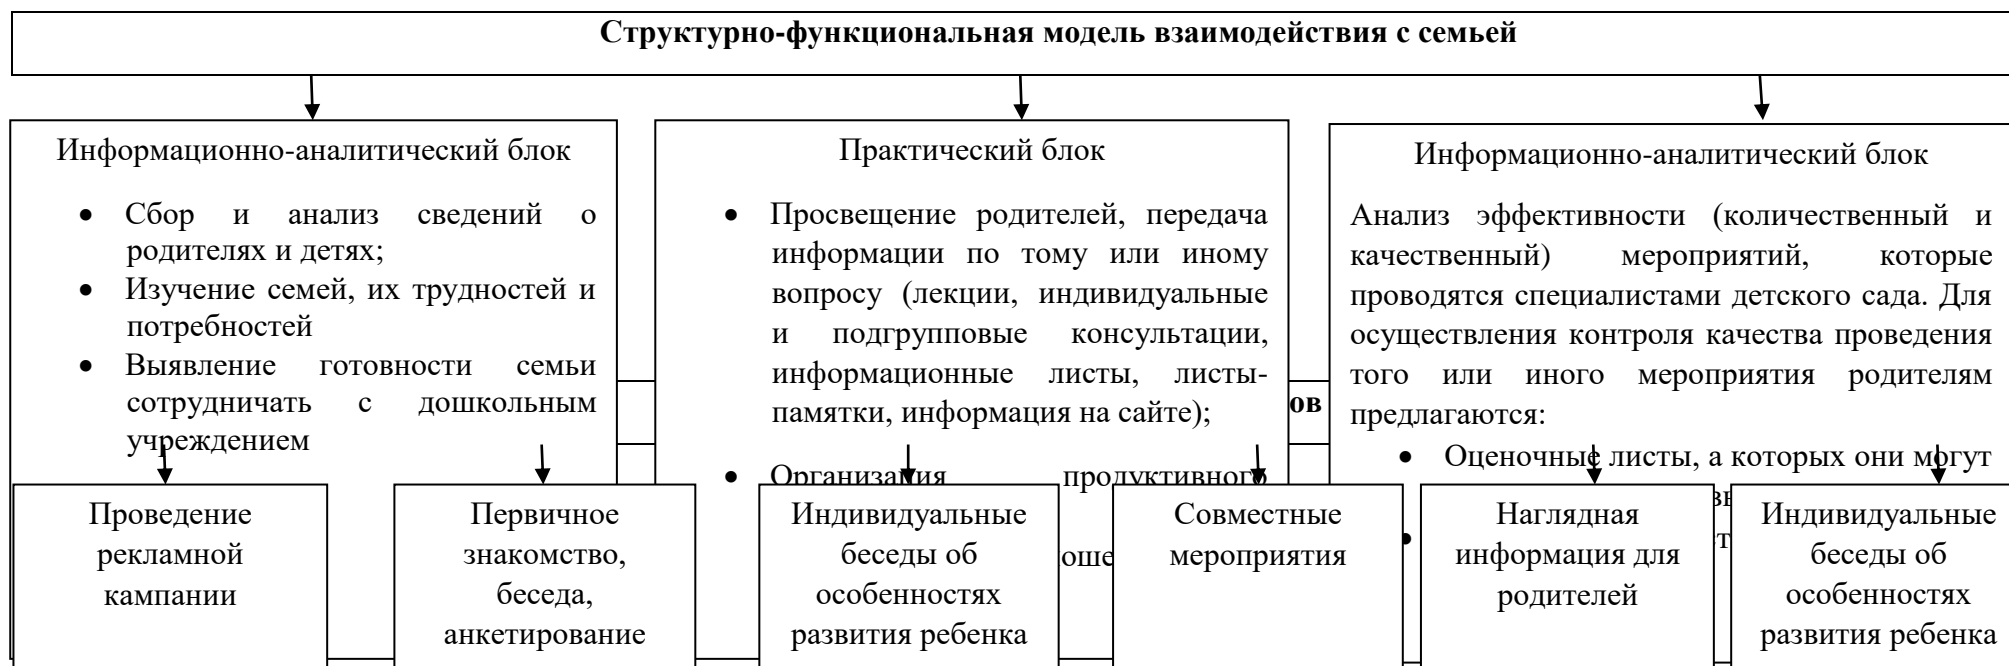 Структурно-функциональная модель взаимодействия с семьей
Информационно-аналитический блок
• Сбор и анализ сведений о
родителях и детях;
• Изучение семей, их трудностей и
потребностей
• Выявление готовности семьи
сотрудничать с дошкольным
учреждением
Практический блок
• Просвещение родителей, передача
информации по тому или иному
вопросу (лекции, индивидуальные
и подгрупповые консультации,
информационные листы, листы-
памятки, информация на сайте);
• Организация продуктивного
оше
Информационно-аналитический блок
Анализ эффективности (количественный и
качественный) мероприятий, которые
проводятся специалистами детского сада. Для
осуществления контроля качества проведения
того или иного мероприятия родителям
предлагаются:
• Оценочные листы, а которых они могут
ов
Проведение
рекламной
кампании
Первичное
знакомство,
беседа,
анкетирование
Индивидуальные
беседы об
особенностях
развития ребенка
Совместные
мероприятия
Наглядная
информация для
родителей
Индивидуальные
беседы об
особенностях
развития ребенка